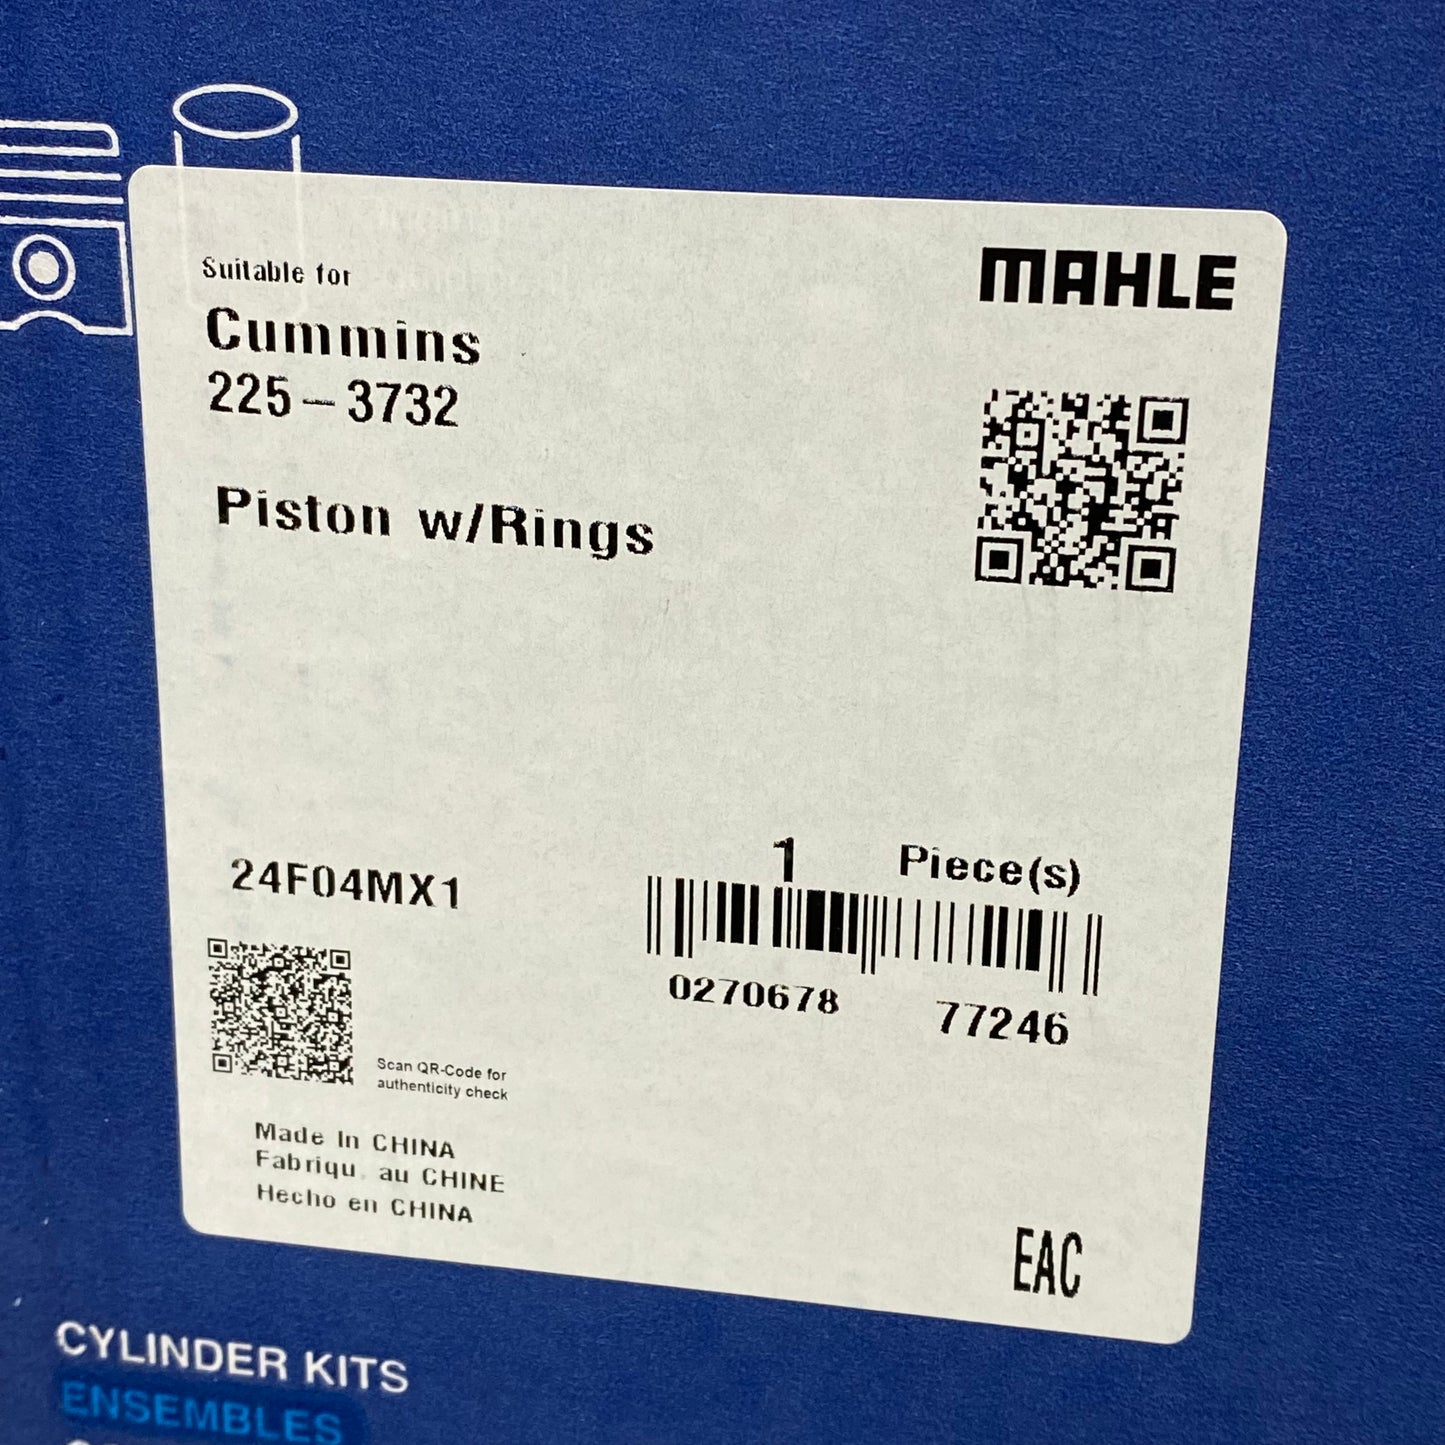 Suitable for
MAHLE
Cummins
225-3732
Piston w/Rings
24F04MX1
1 Piece(s)
0270678 77246
Scan QR-Code for
authenticity check
Made In CHINA
Fabriqu. au CHINE
Hecho en CHINA
EAC
CYLINDER KITS
ENSEMBLES